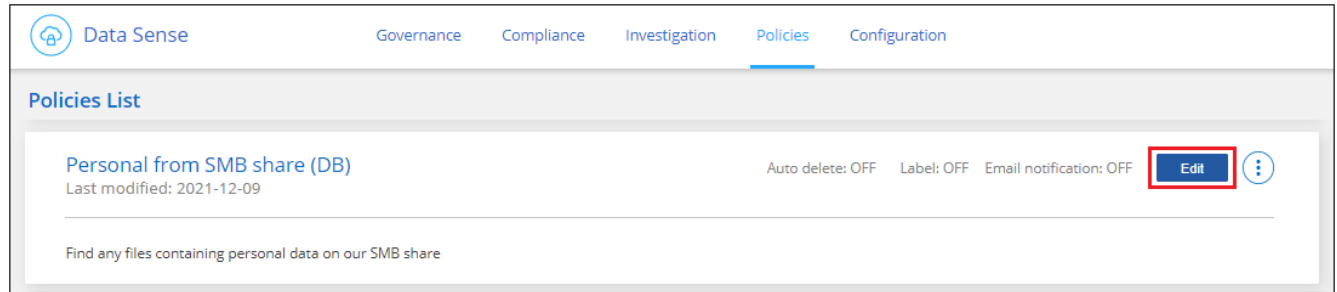 Data Sense Governance Compliance Investigation Policies Configuration
Policies List
Personal from SMB share (DB) Auto delete: OFF Label: OFF Email notification: OFF Edit
Last modified: 2021-12-09
Find any files containing personal data on our SMB share